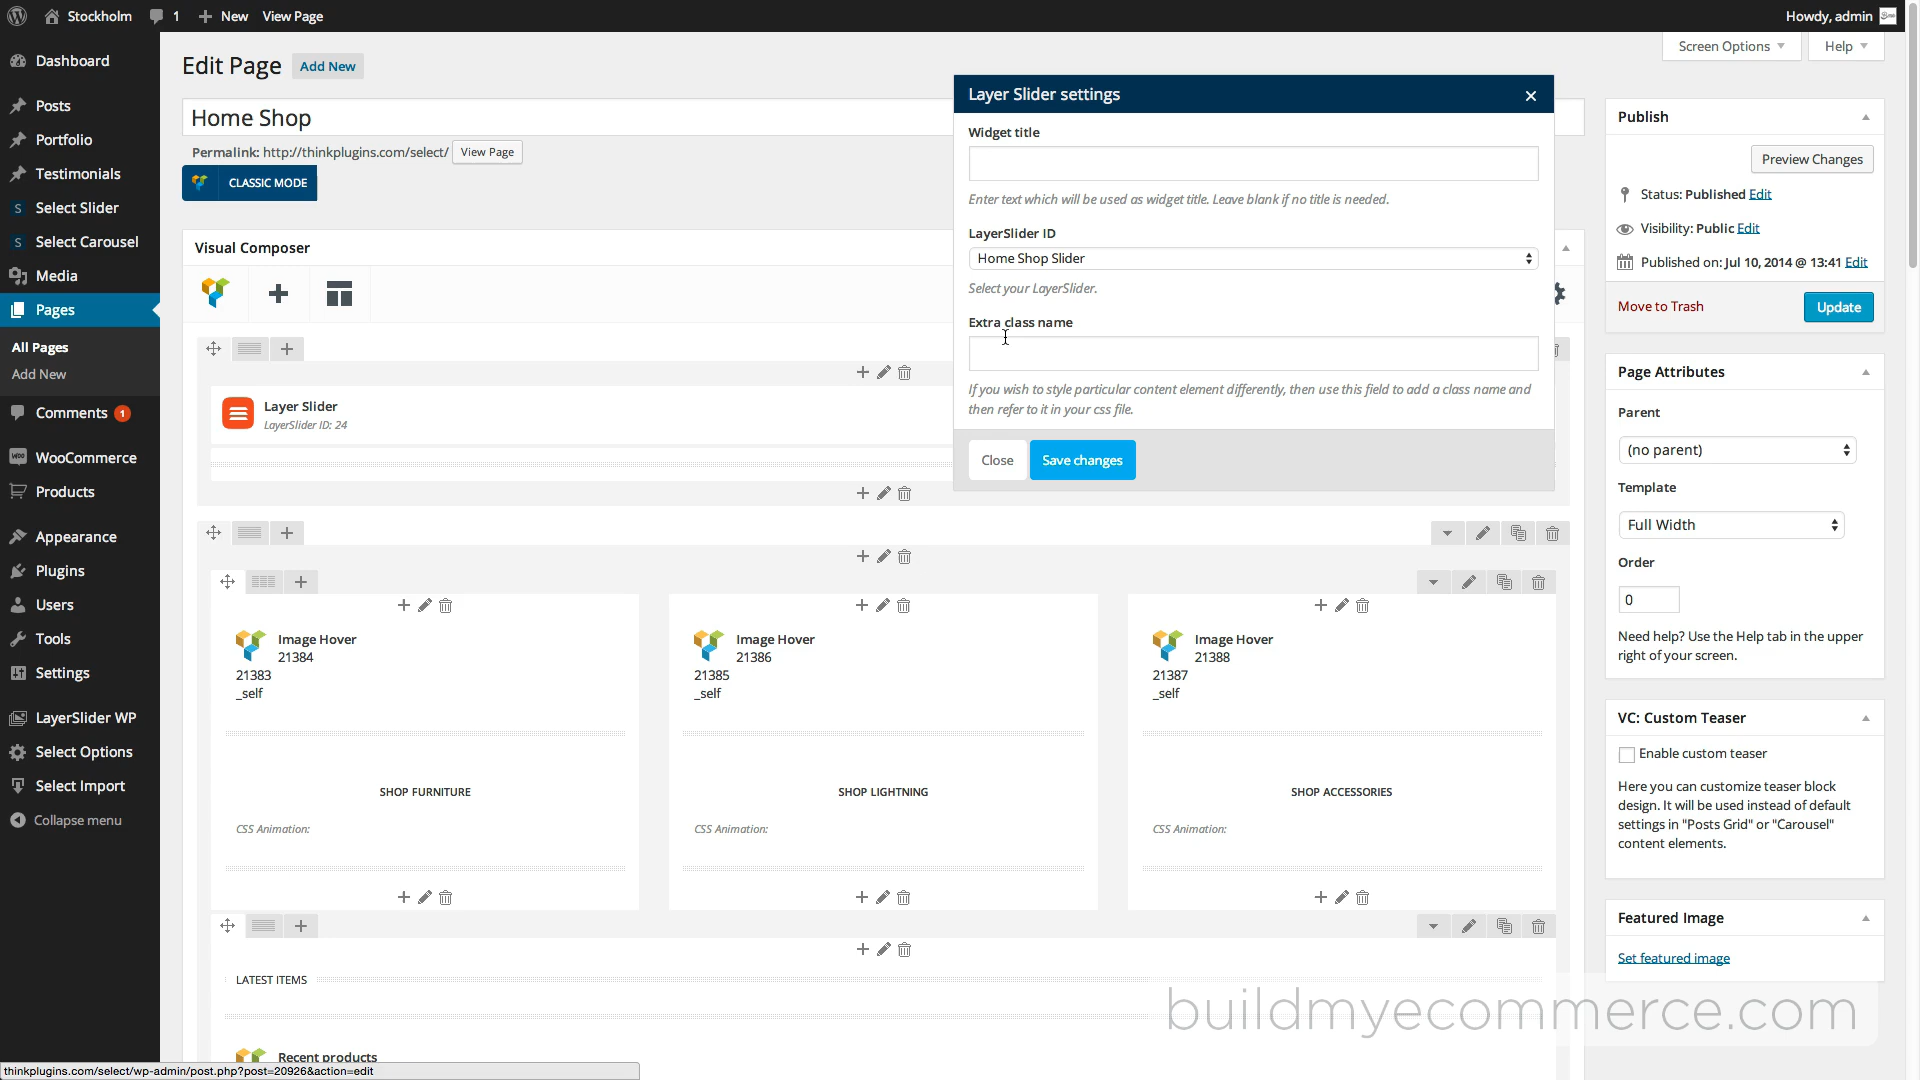 Stockholm
1
New
View Page
Howdy, admin
Dashboard
Posts
Portfolio
Testimonials
Select Slider
Select Carousel
Media
Pages
All Pages
Add New
Comments 1
WooCommerce
Products
Appearance
Plugins
Users
Tools
Settings
LayerSlider WP
Select Options
Select Import
Collapse menu
Screen Options
Help
Edit Page
Add New
Home Shop
Permalink: http://thinkplugins.com/select/
View Page
CLASSIC MODE
Visual Composer
Layer Slider
LayerSlider ID: 24
Layer Slider settings
Widget title
Enter text which will be used as widget title. Leave blank if no title is needed.
LayerSlider ID
Home Shop Slider
Select your LayerSlider.
Extra class name
If you wish to style particular content element differently, then use this field to add a class name and
then refer to it in your css file.
Close
Save changes
Image Hover
21384
21383
_self
SHOP FURNITURE
CSS Animation:
Image Hover
21386
21385
_self
SHOP LIGHTNING
CSS Animation:
Image Hover
21388
21387
_self
SHOP ACCESSORIES
CSS Animation:
LATEST ITEMS
Recent products
Publish
Preview Changes
Status: Published Edit
Visibility: Public Edit
Published on: Jul 10, 2014 @ 13:41 Edit
Move to Trash
Update
Page Attributes
Parent
(no parent)
Template
Full Width
Order
0
Need help? Use the Help tab in the upper
right of your screen.
VC: Custom Teaser
Enable custom teaser
Here you can customize teaser block
design. It will be used instead of default
settings in "Posts Grid" or "Carousel"
content elements.
Featured Image
Set featured image
buildmyecommerce.com
thinkplugins.com/select/wp-admin/post.php?post=20926&action=edit